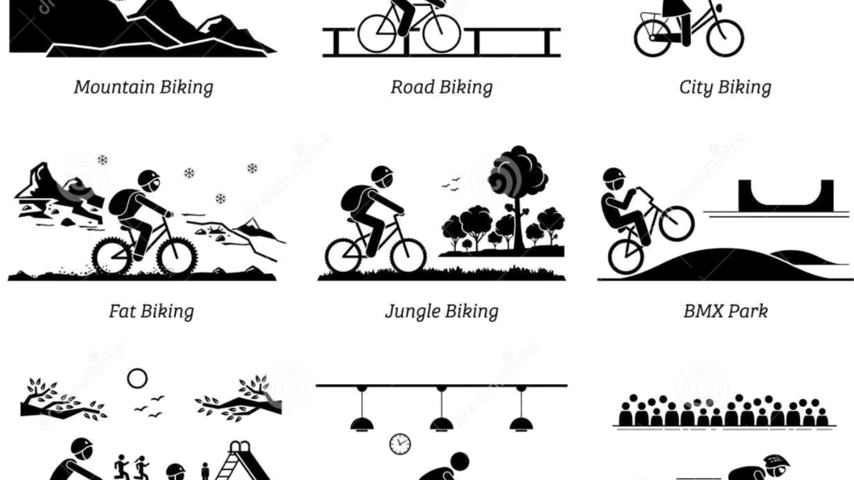 Mountain Biking
Road Biking
City Biking
Fat Biking
Jungle Biking
BMX Park